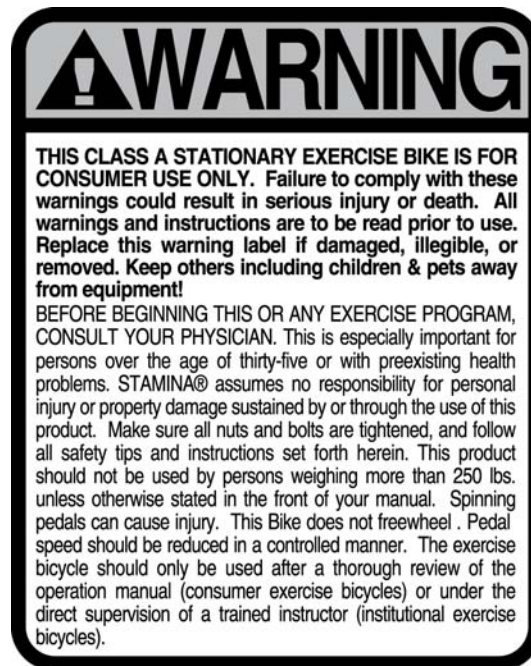 WARNING
THIS CLASS A STATIONARY EXERCISE BIKE IS FOR
CONSUMER USE ONLY. Failure to comply with these
warnings could result in serious injury or death. All
warnings and instructions are to be read prior to use.
Replace this warning label if damaged, illegible, or
removed. Keep others including children & pets away
from equipment!
BEFORE BEGINNING THIS OR ANY EXERCISE PROGRAM,
CONSULT YOUR PHYSICIAN. This is especially important for
persons over the age of thirty-five or with preexisting health
problems. STAMINA® assumes no responsibility for personal
injury or property damage sustained by or through the use of this
product. Make sure all nuts and bolts are tightened, and follow
all safety tips and instructions set forth herein. This product
should not be used by persons weighing more than 250 lbs.
unless otherwise stated in the front of your manual. Spinning
pedals can cause injury. This Bike does not freewheel . Pedal
speed should be reduced in a controlled manner. The exercise
bicycle should only be used after a thorough review of the
operation manual (consumer exercise bicycles) or under the
direct supervision of a trained instructor (institutional exercise
bicycles).